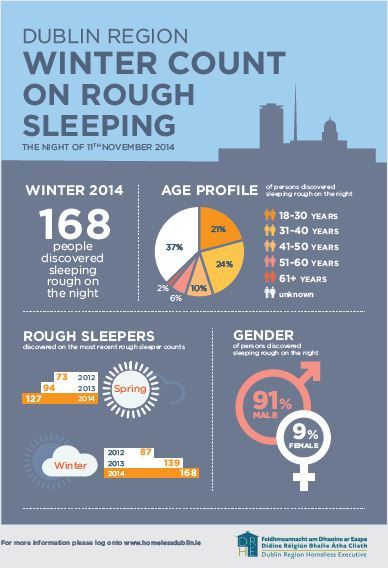 DUBLIN REGION
WINTER COUNT
ON ROUGH
SLEEPING
THE NIGHT OF 11TH NOVEMBER 2014
WINTER 2014
168
people
discovered
sleeping
rough on
the night
AGE PROFILE of persons discovered
sleeping rough on the night
37%
21%
24%
10%
6%
2%
18-30 YEARS
31-40 YEARS
41-50 YEARS
51-60 YEARS
61+ YEARS
unknown
ROUGH SLEEPERS
discovered on the most recent rough sleeper counts
73 2012
94 2013
127 2014
Spring
Winter
2012 87
2013 139
2014 168
GENDER
of persons discovered
sleeping rough on the night
91%
MALE
9%
FEMALE
For more information please log onto www.homelessdublin.ie
DR
HE
Feidhmeannacht um Dhaoine ar Easpa
Dídine Réigiún Bhaile Átha Cliath
Dublin Region Homeless Executive